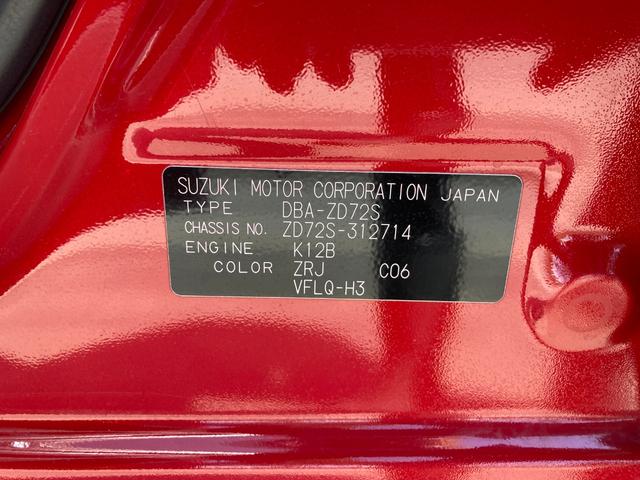 SUZUKI MOTOR CORPORATION JAPAN
TYPE DBA-ZD72S
CHASSIS NO. ZD72S-312714
ENGINE K12B
COLOR ZRJ C06
VFLQ-H3